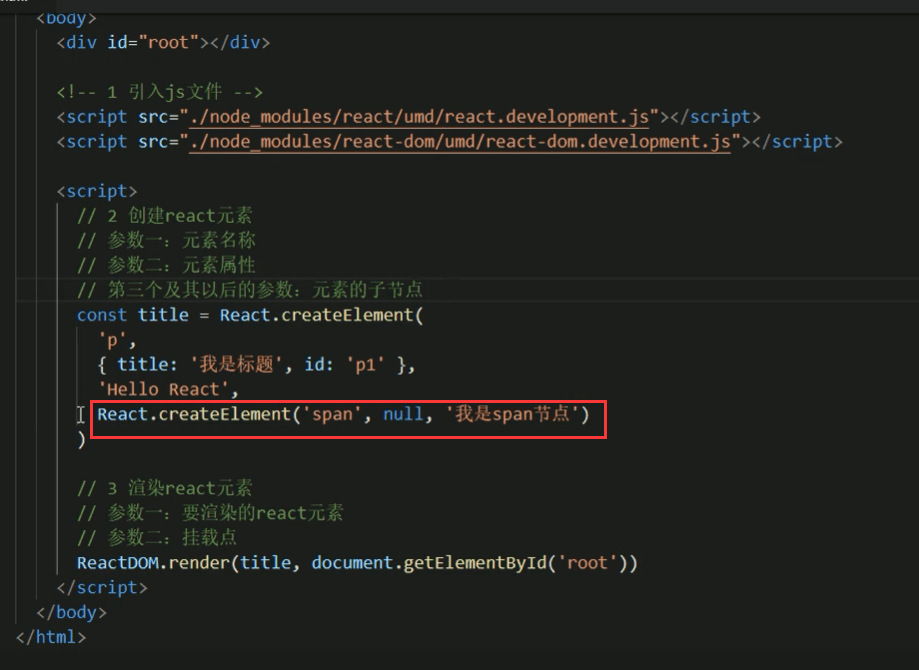 <body>
<div id="root"></div>
<!-- 1 引入js文件 -->
<script src="./node_modules/react/umd/react.development.js"></script>
<script src="./node_modules/react-dom/umd/react-dom.development.js"></script>
<script>
// 2 创建react元素
// 参数一：元素名称
// 参数二：元素属性
// 第三个及其以后的参数：元素的子节点
const title = React.createElement(
'p',
{ title: '我是标题', id: 'p1' },
'Hello React',
React.createElement('span', null, '我是span节点')
)
// 3 渲染react元素
// 参数一：要渲染的react元素
// 参数二：挂载点
ReactDOM.render(title, document.getElementById('root'))
</script>
</body>
</html>